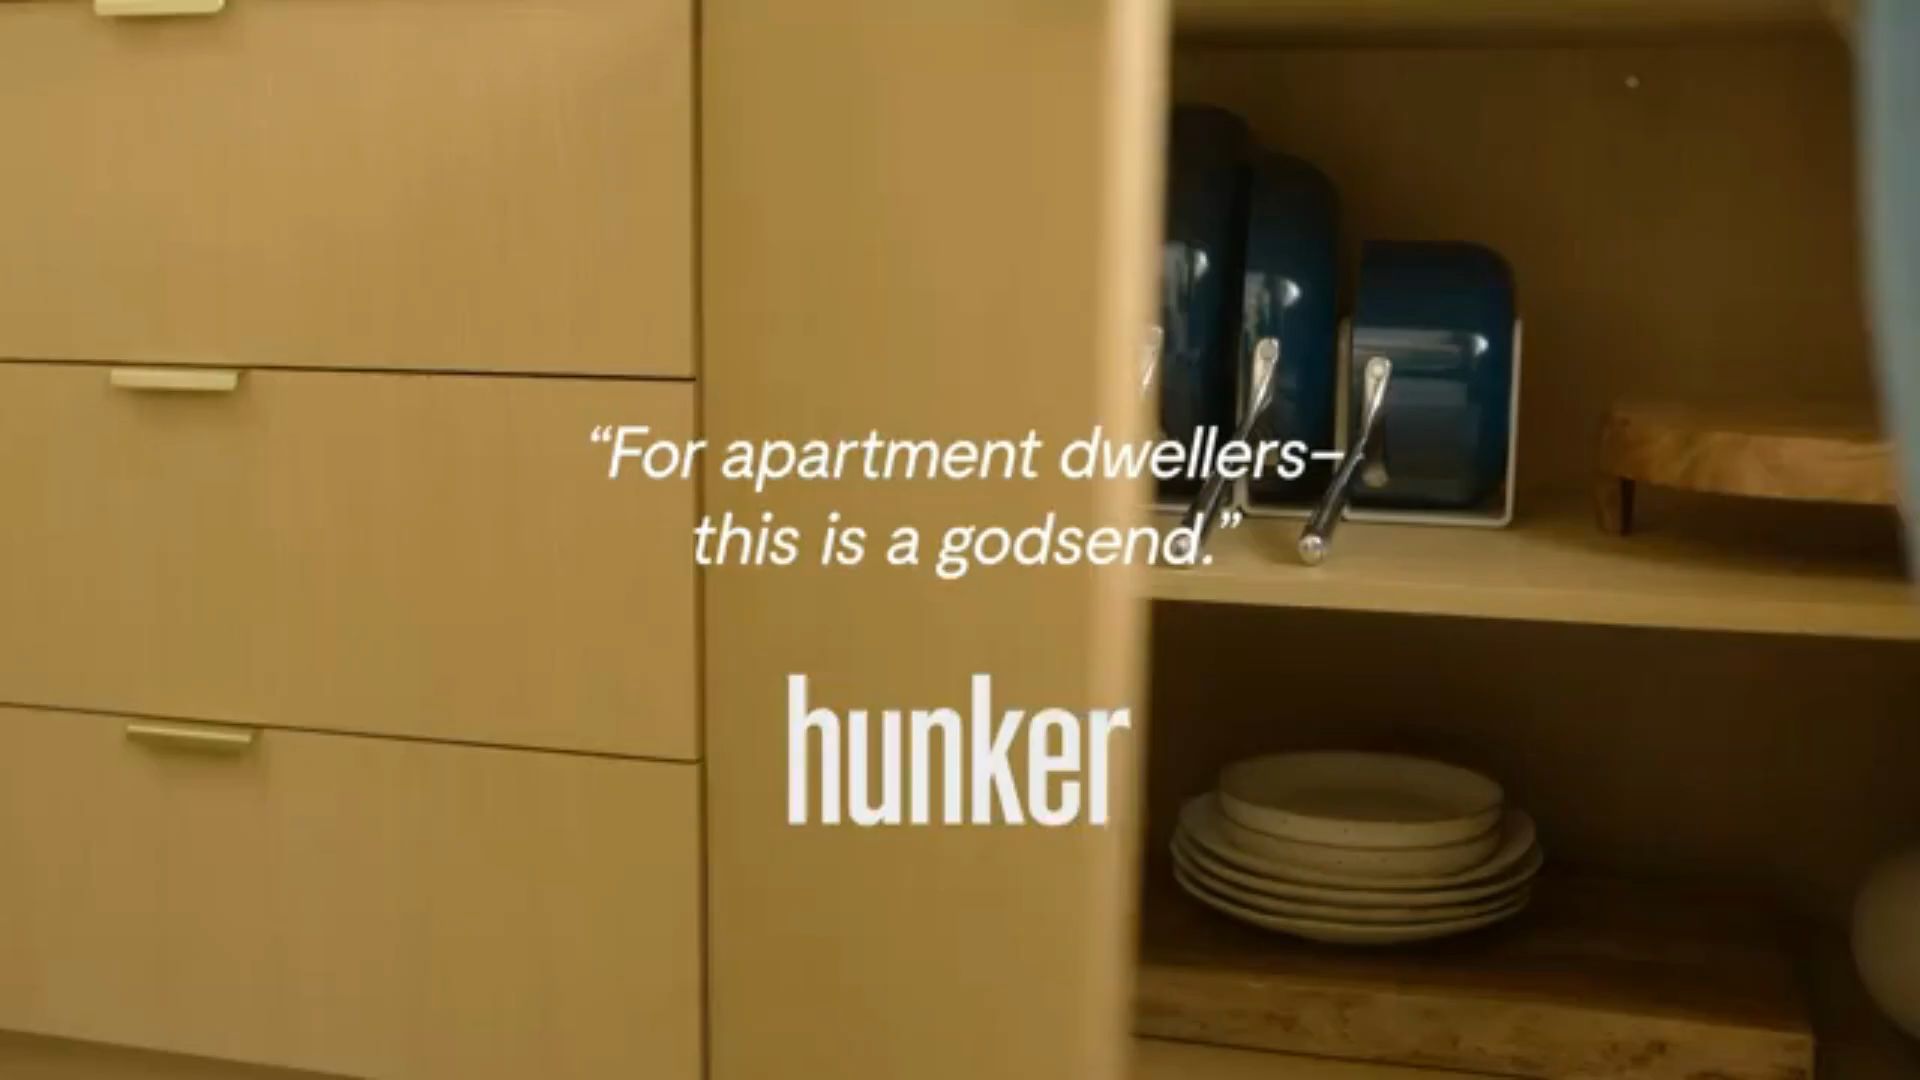 “For apartment dwellers–
this is a godsend.”
hunker